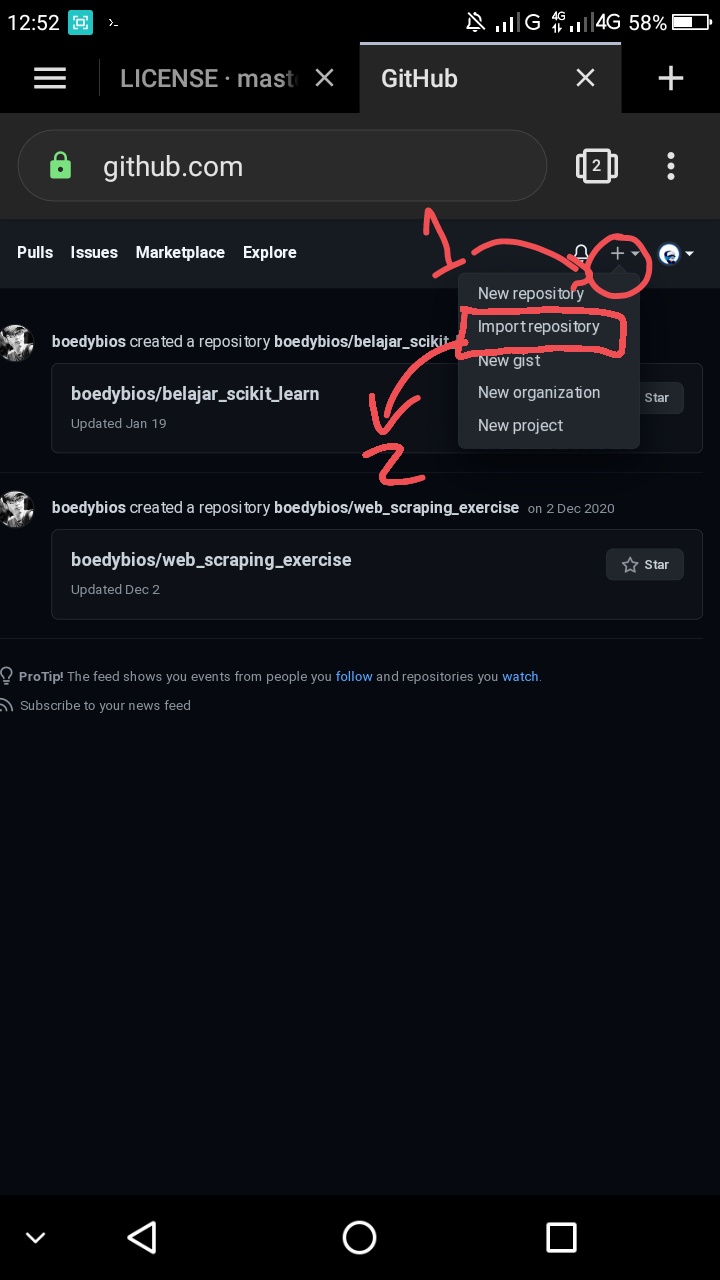 12:52 G 4G 4G 58%
LICENSE · mast
GitHub
github.com
2
Pulls Issues Marketplace Explore
1
New repository
Import repository
New gist
New organization
New project
2
boedybios created a repository boedybios/belajar_scikit_
boedybios/belajar_scikit_learn
Star
Updated Jan 19
boedybios created a repository boedybios/web_scraping_exercise on 2 Dec 2020
boedybios/web_scraping_exercise
Star
Updated Dec 2
ProTip! The feed shows you events from people you follow and repositories you watch.
Subscribe to your news feed